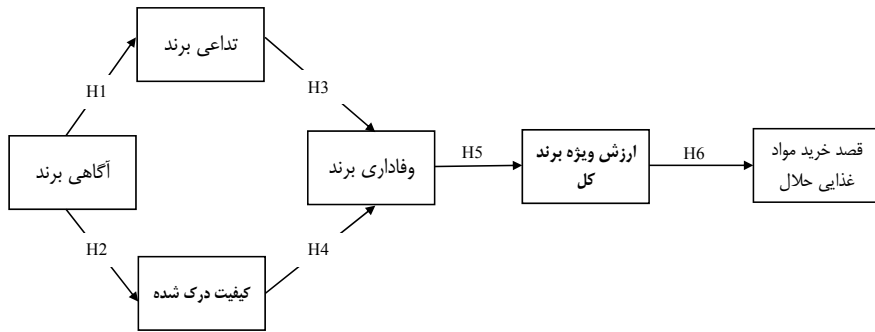 تداعی برند
H1
H3
آگاهی برند
وفاداری برند
H5
ارزش ویژه برند
کل
H6
قصد خرید مواد
غذایی حلال
H2
H4
کیفیت درک شده